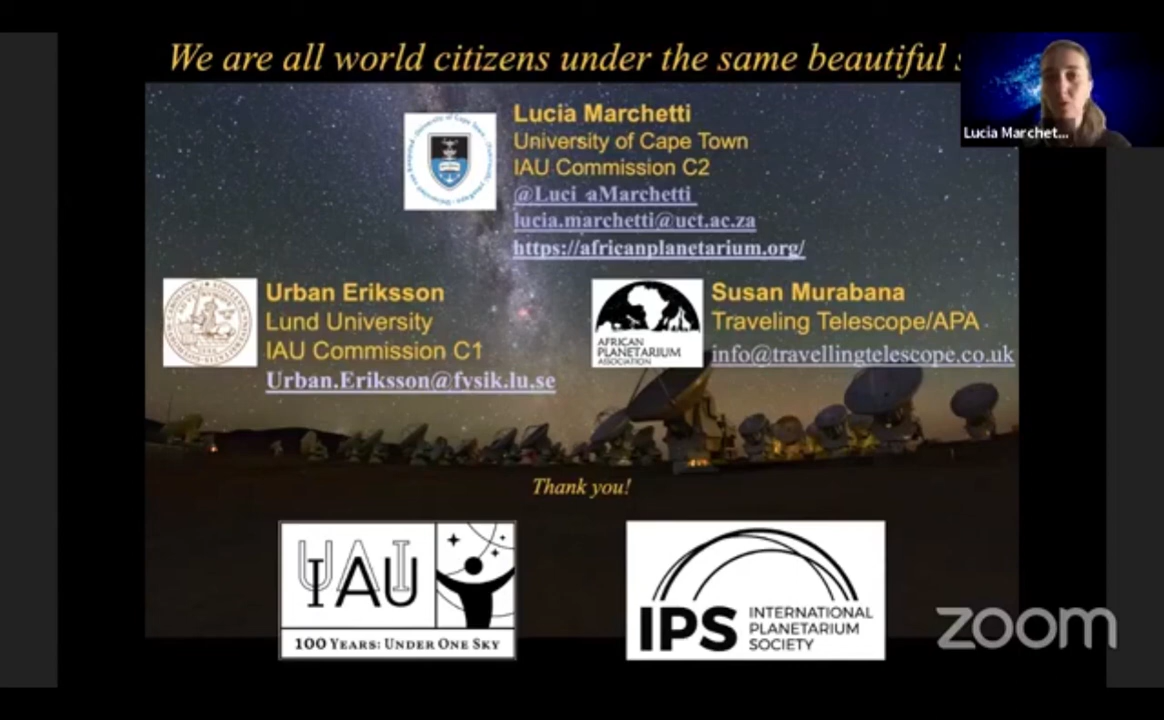 We are all world citizens under the same beautiful s
Lucia Marchet...
Lucia Marchetti
University of Cape Town
IAU Commission C2
@Luci_aMarchetti
lucia.marchetti@uct.ac.za
https://africanplanetarium.org/
Urban Eriksson
Lund University
IAU Commission C1
Urban.Eriksson@fysik.lu.se
AFRICAN
PLANETARIUM
ASSOCIATION
Susan Murabana
Traveling Telescope/APA
info@travellingtelescope.co.uk
Thank you!
UAI
IAU
100 YEARS: UNDER ONE SKY
IPS
INTERNATIONAL
PLANETARIUM
SOCIETY
zoom